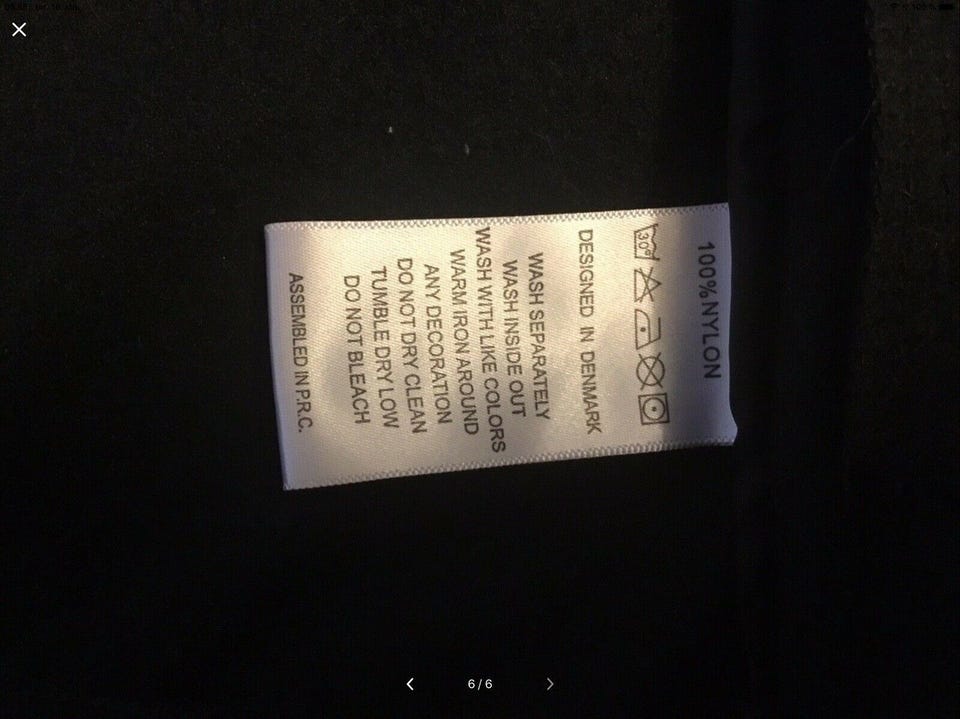 100% NYLON
30°
DESIGNED IN DENMARK
WASH SEPARATELY
WASH INSIDE OUT
WASH WITH LIKE COLORS
WARM IRON AROUND
ANY DECORATION
DO NOT DRY CLEAN
TUMBLE DRY LOW
DO NOT BLEACH
ASSEMBLED IN P.R.C.
6/6